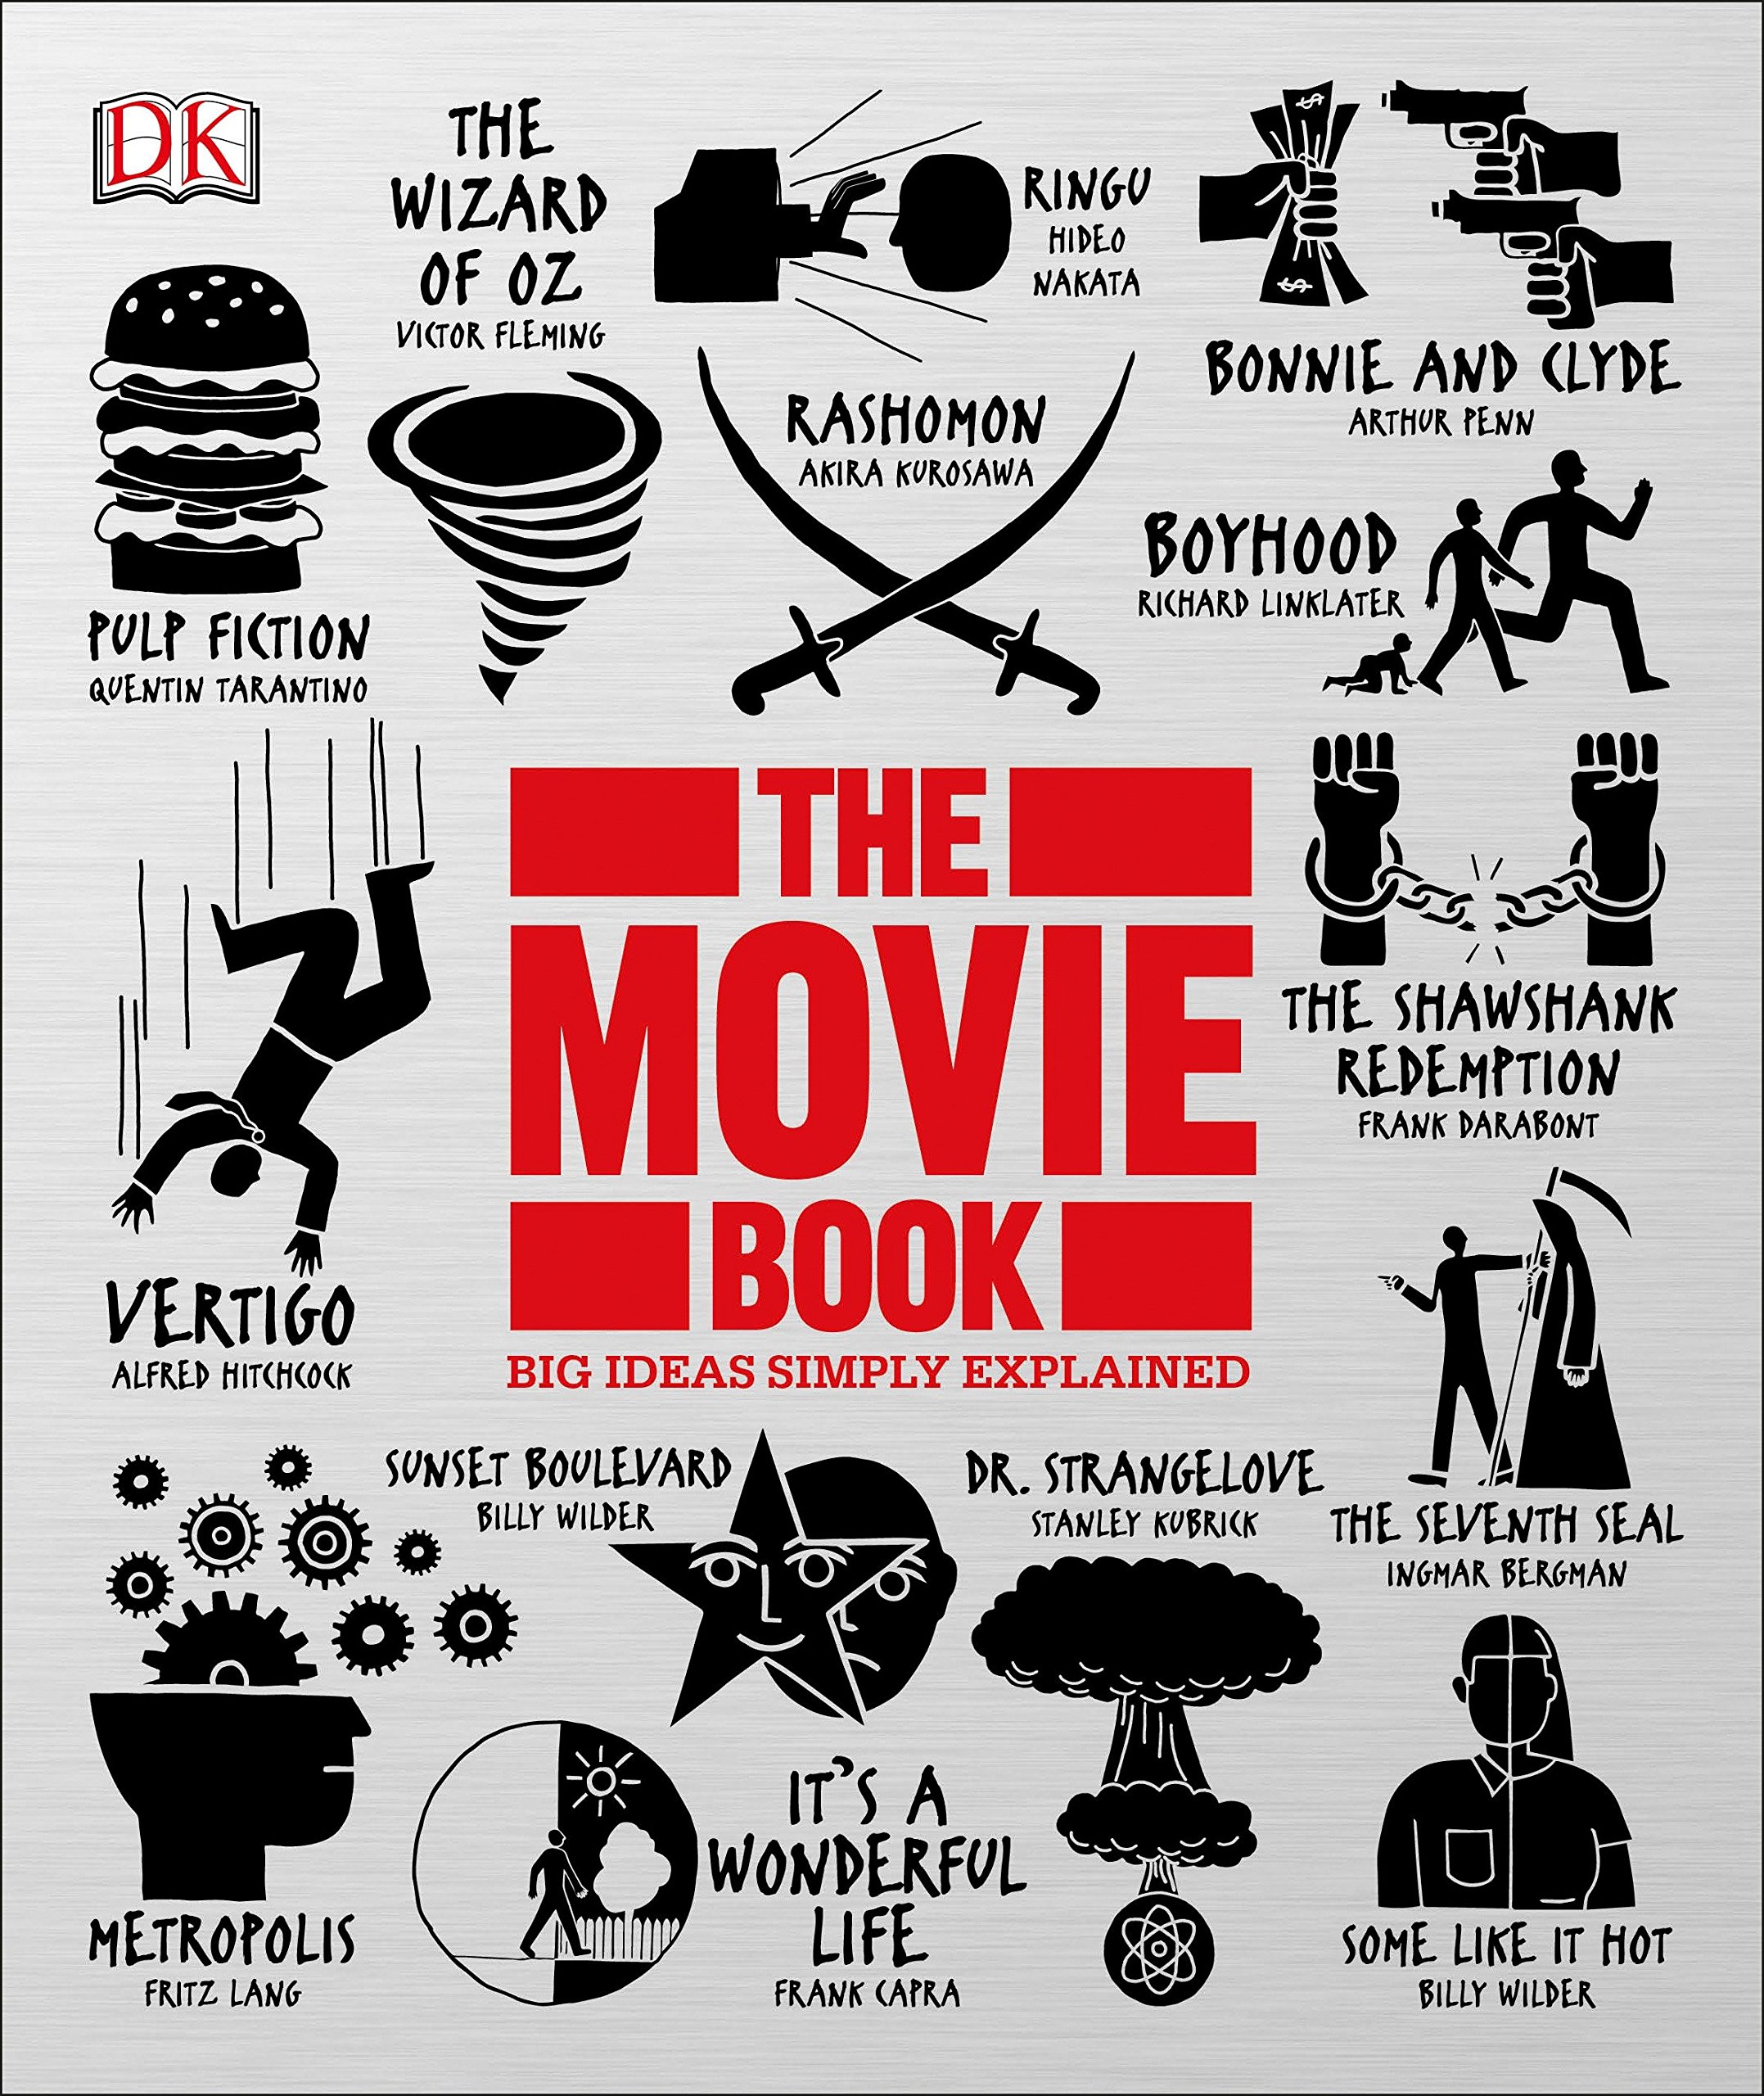 DK
THE
WIZARD
OF OZ
VICTOR FLEMING
RINGU
HIDEO
NAKATA
$
$
BONNIE AND CLYDE
ARTHUR PENN
RASHOMON
AKIRA KUROSAWA
BOYHOOD
RICHARD LINKLATER
PULP FICTION
QUENTIN TARANTINO
THE
MOVIE
BOOK
BIG IDEAS SIMPLY EXPLAINED
THE SHAWSHANK
REDEMPTION
FRANK DARABONT
VERTIGO
ALFRED HITCHCOCK
SUNSET BOULEVARD
BILLY WILDER
DR. STRANGELOVE
STANLEY KUBRICK
THE SEVENTH SEAL
INGMAR BERGMAN
METROPOLIS
FRITZ LANG
IT'S A
WONDERFUL
LIFE
FRANK CAPRA
SOME LIKE IT HOT
BILLY WILDER